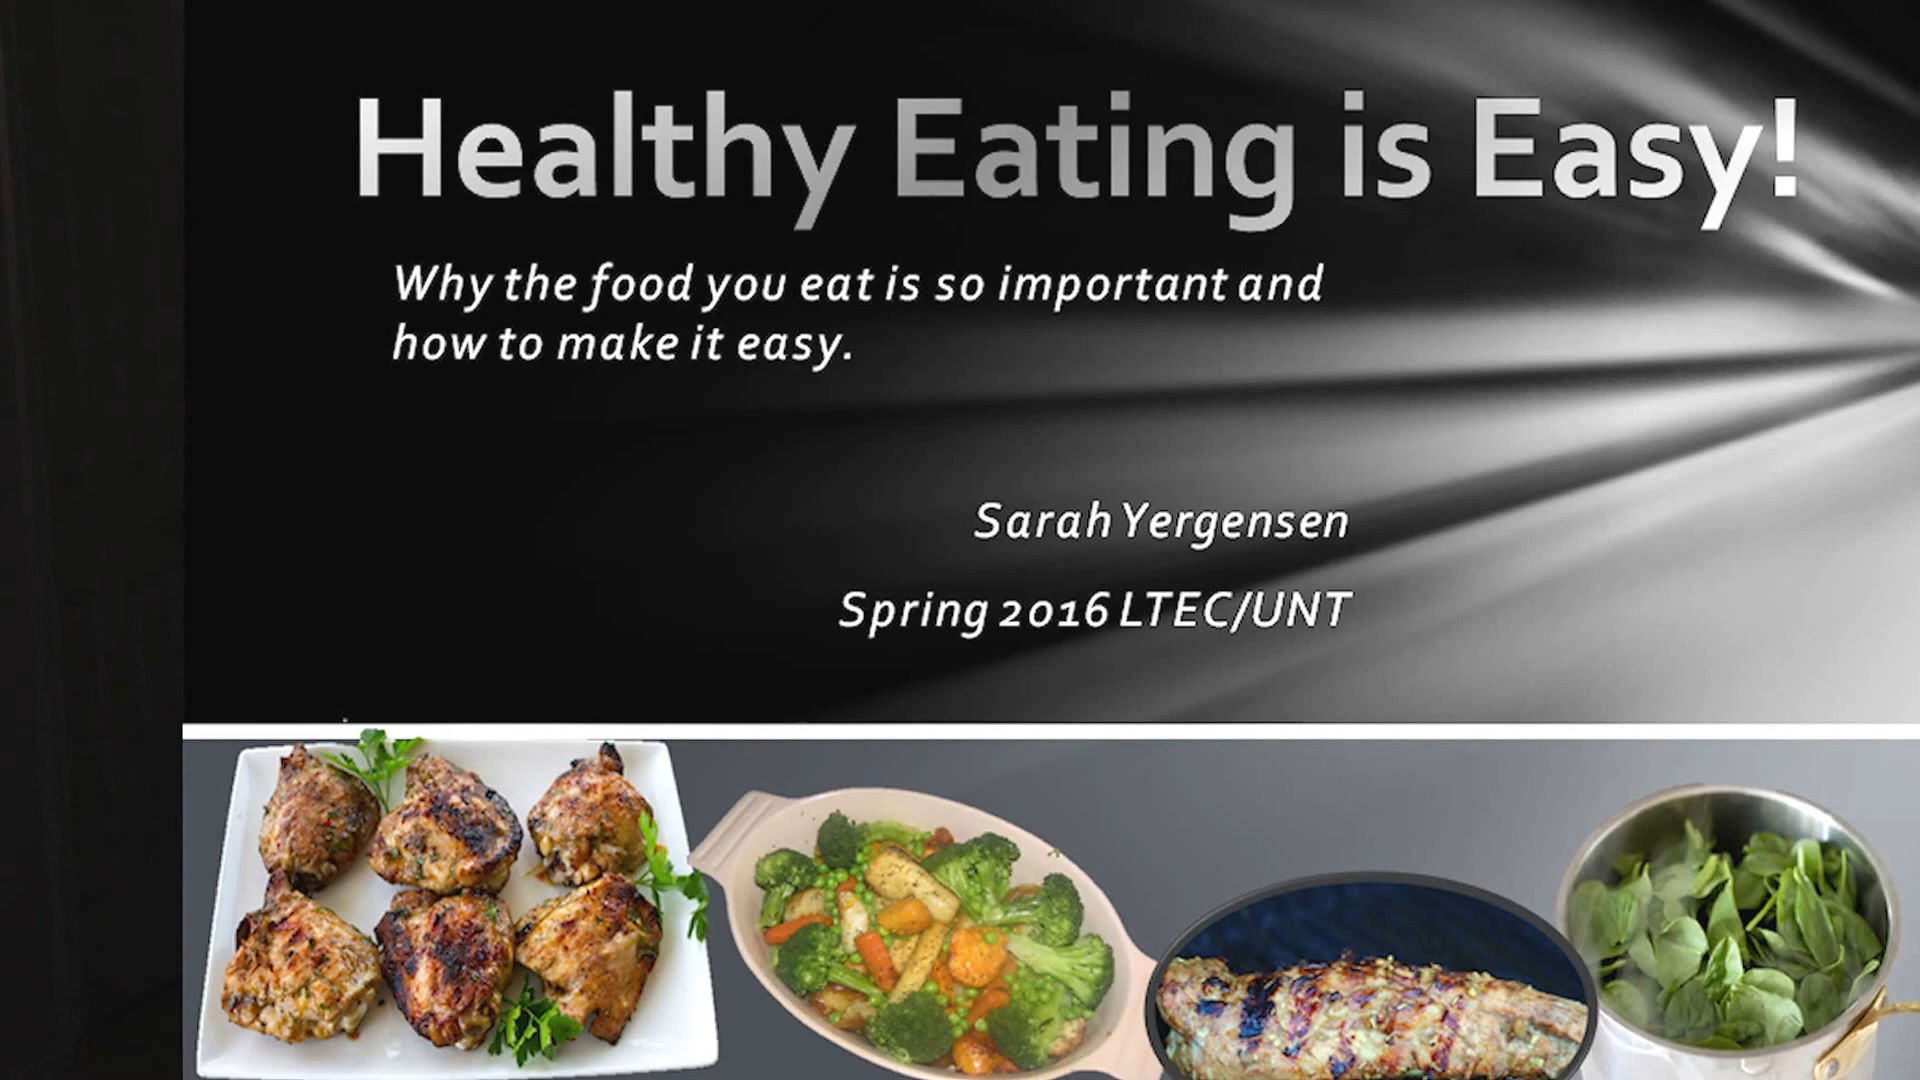 Healthy Eating is Easy!
Why the food you eat is so important and
how to make it easy.
Sarah Yergensen
Spring 2016 LTEC/UNT